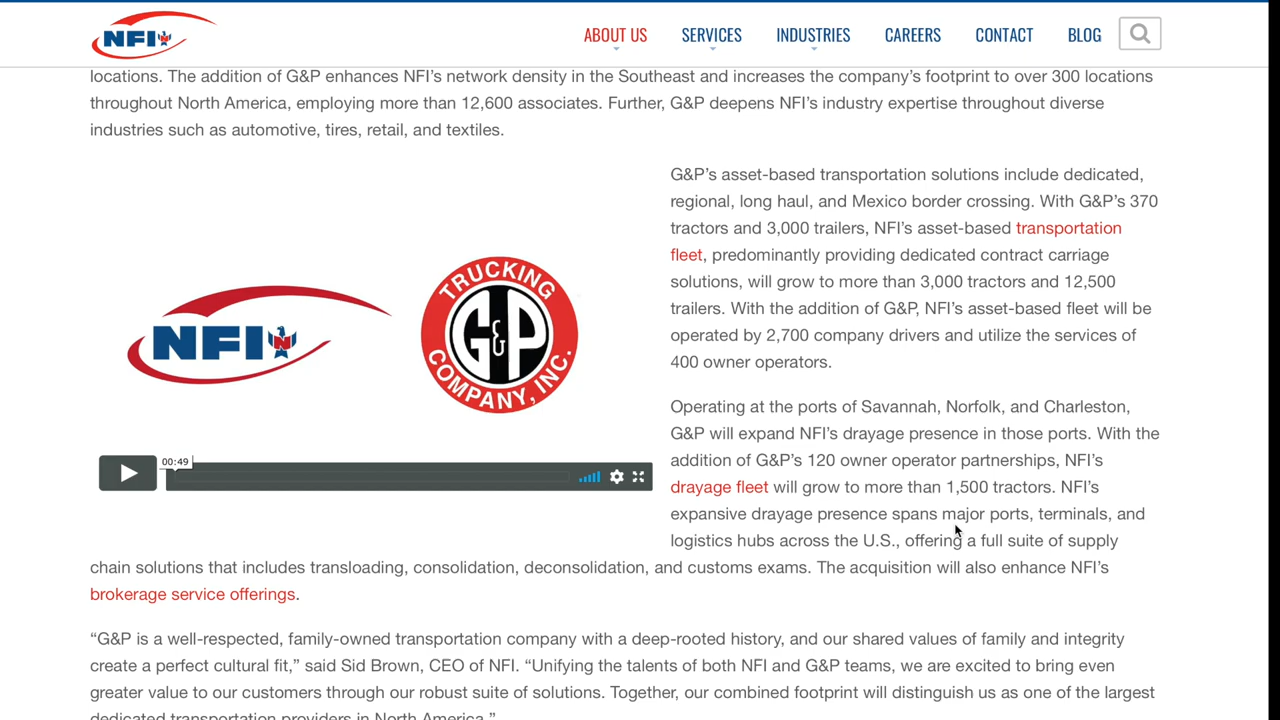 NFI
ABOUT US
SERVICES
INDUSTRIES
CAREERS
CONTACT
BLOG
locations. The addition of G&P enhances NFI’s network density in the Southeast and increases the company’s footprint to over 300 locations
throughout North America, employing more than 12,600 associates. Further, G&P deepens NFI’s industry expertise throughout diverse
industries such as automotive, tires, retail, and textiles.
NFI
N
TRUCKING
G&P
COMPANY, INC.
00:49
G&P’s asset-based transportation solutions include dedicated,
regional, long haul, and Mexico border crossing. With G&P’s 370
tractors and 3,000 trailers, NFI’s asset-based transportation
fleet, predominantly providing dedicated contract carriage
solutions, will grow to more than 3,000 tractors and 12,500
trailers. With the addition of G&P, NFI’s asset-based fleet will be
operated by 2,700 company drivers and utilize the services of
400 owner operators.
Operating at the ports of Savannah, Norfolk, and Charleston,
G&P will expand NFI’s drayage presence in those ports. With the
addition of G&P’s 120 owner operator partnerships, NFI’s
drayage fleet will grow to more than 1,500 tractors. NFI’s
expansive drayage presence spans major ports, terminals, and
logistics hubs across the U.S., offering a full suite of supply
chain solutions that includes transloading, consolidation, deconsolidation, and customs exams. The acquisition will also enhance NFI’s
brokerage service offerings.
“G&P is a well-respected, family-owned transportation company with a deep-rooted history, and our shared values of family and integrity
create a perfect cultural fit,” said Sid Brown, CEO of NFI. “Unifying the talents of both NFI and G&P teams, we are excited to bring even
greater value to our customers through our robust suite of solutions. Together, our combined footprint will distinguish us as one of the largest
dedicated transportation providers in North America.”